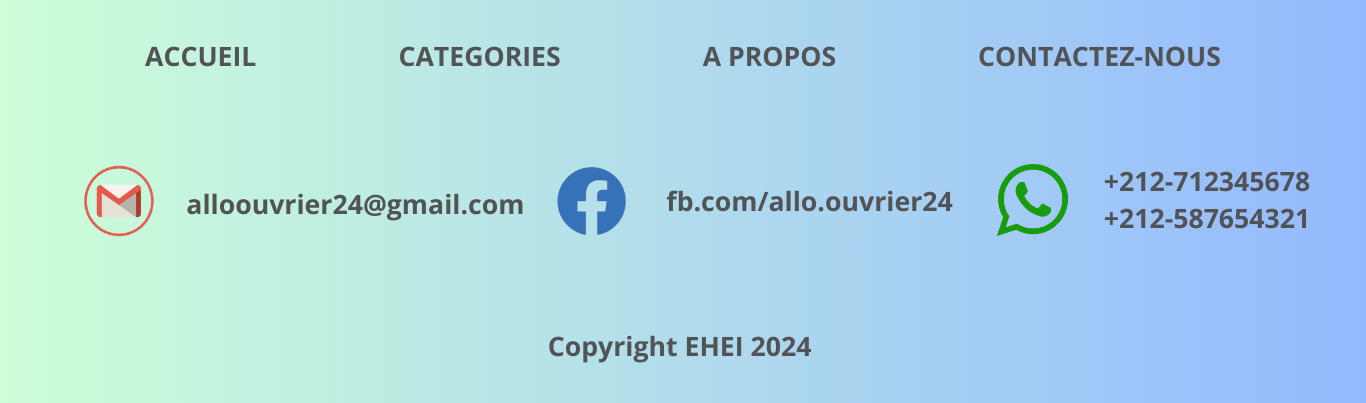 ACCUEIL CATEGORIES A PROPOS CONTACTEZ-NOUS
alloouvrier24@gmail.com
fb.com/allo.ouvrier24
+212-712345678
+212-587654321
Copyright EHEI 2024